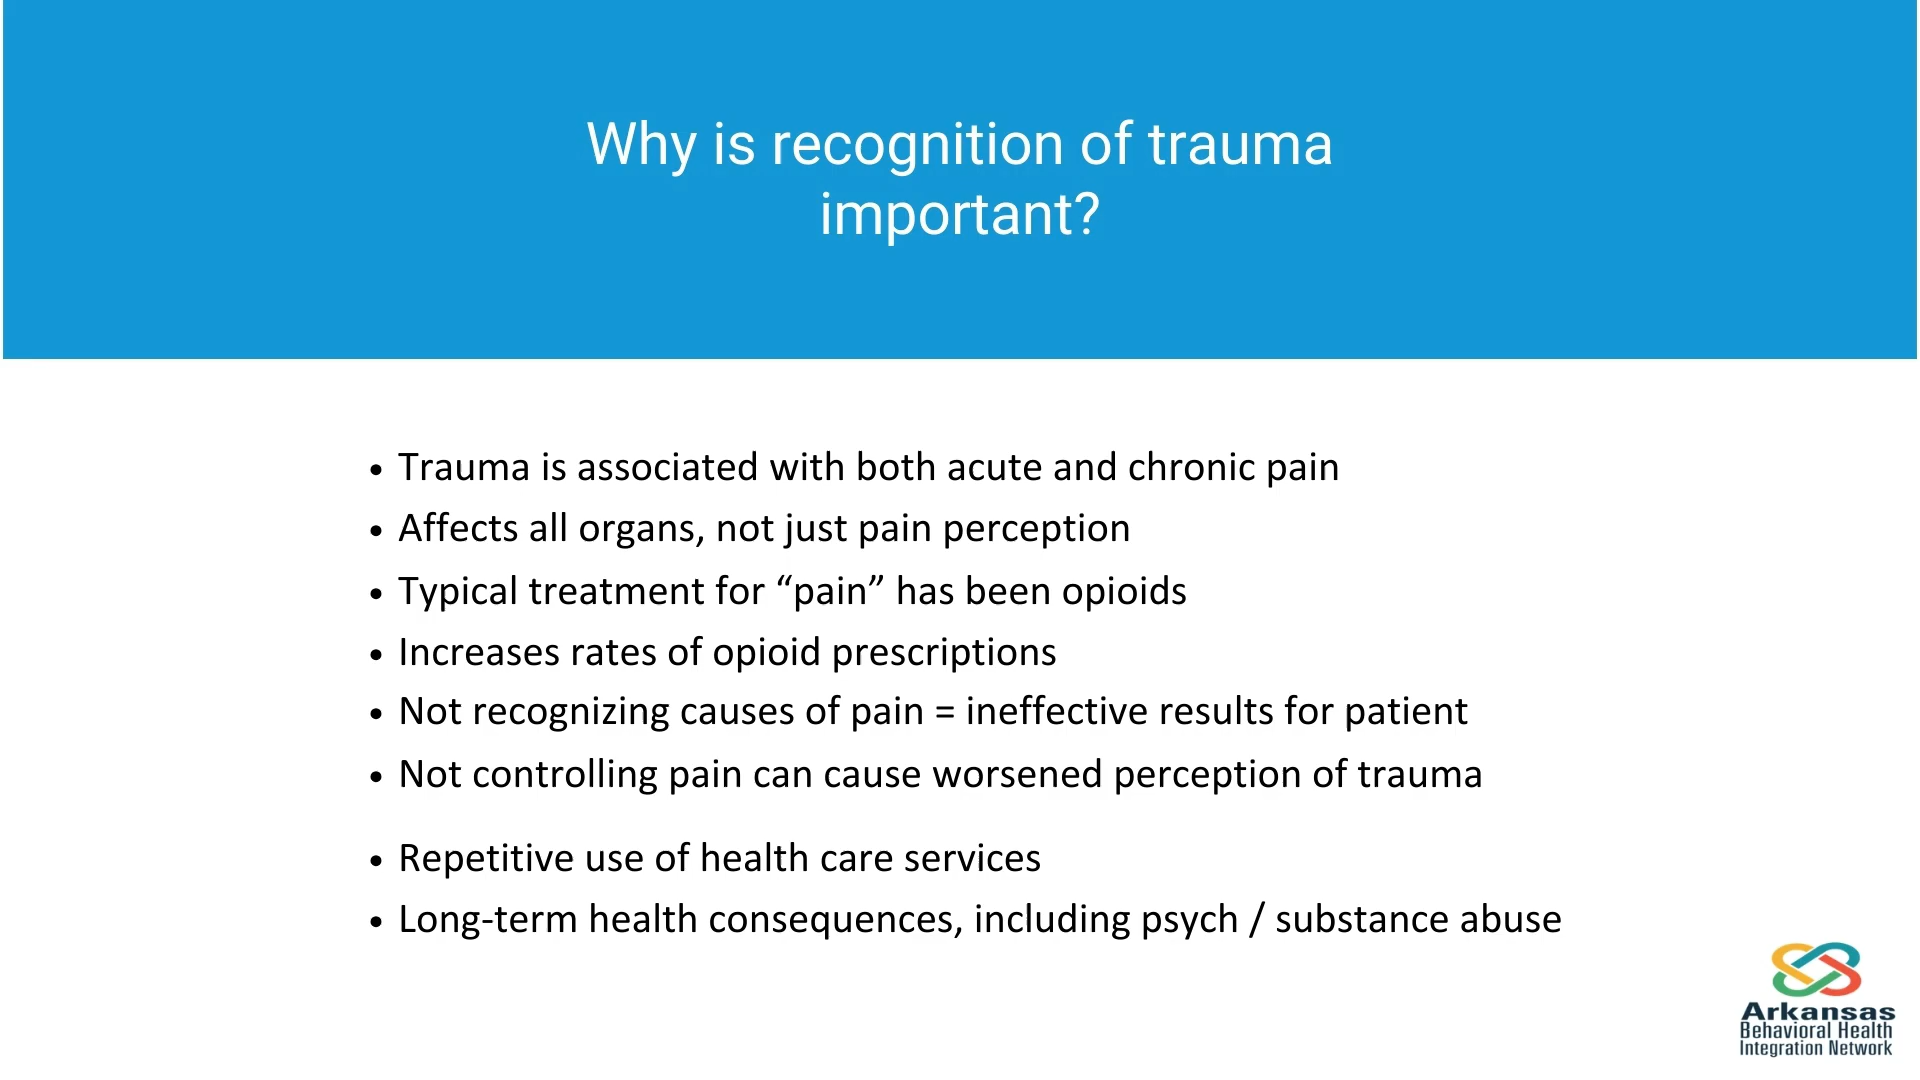 Why is recognition of trauma
important?
• Trauma is associated with both acute and chronic pain
• Affects all organs, not just pain perception
• Typical treatment for “pain” has been opioids
• Increases rates of opioid prescriptions
• Not recognizing causes of pain = ineffective results for patient
• Not controlling pain can cause worsened perception of trauma
• Repetitive use of health care services
• Long-term health consequences, including psych / substance abuse
Arkansas
Behavioral Health
Integration Network